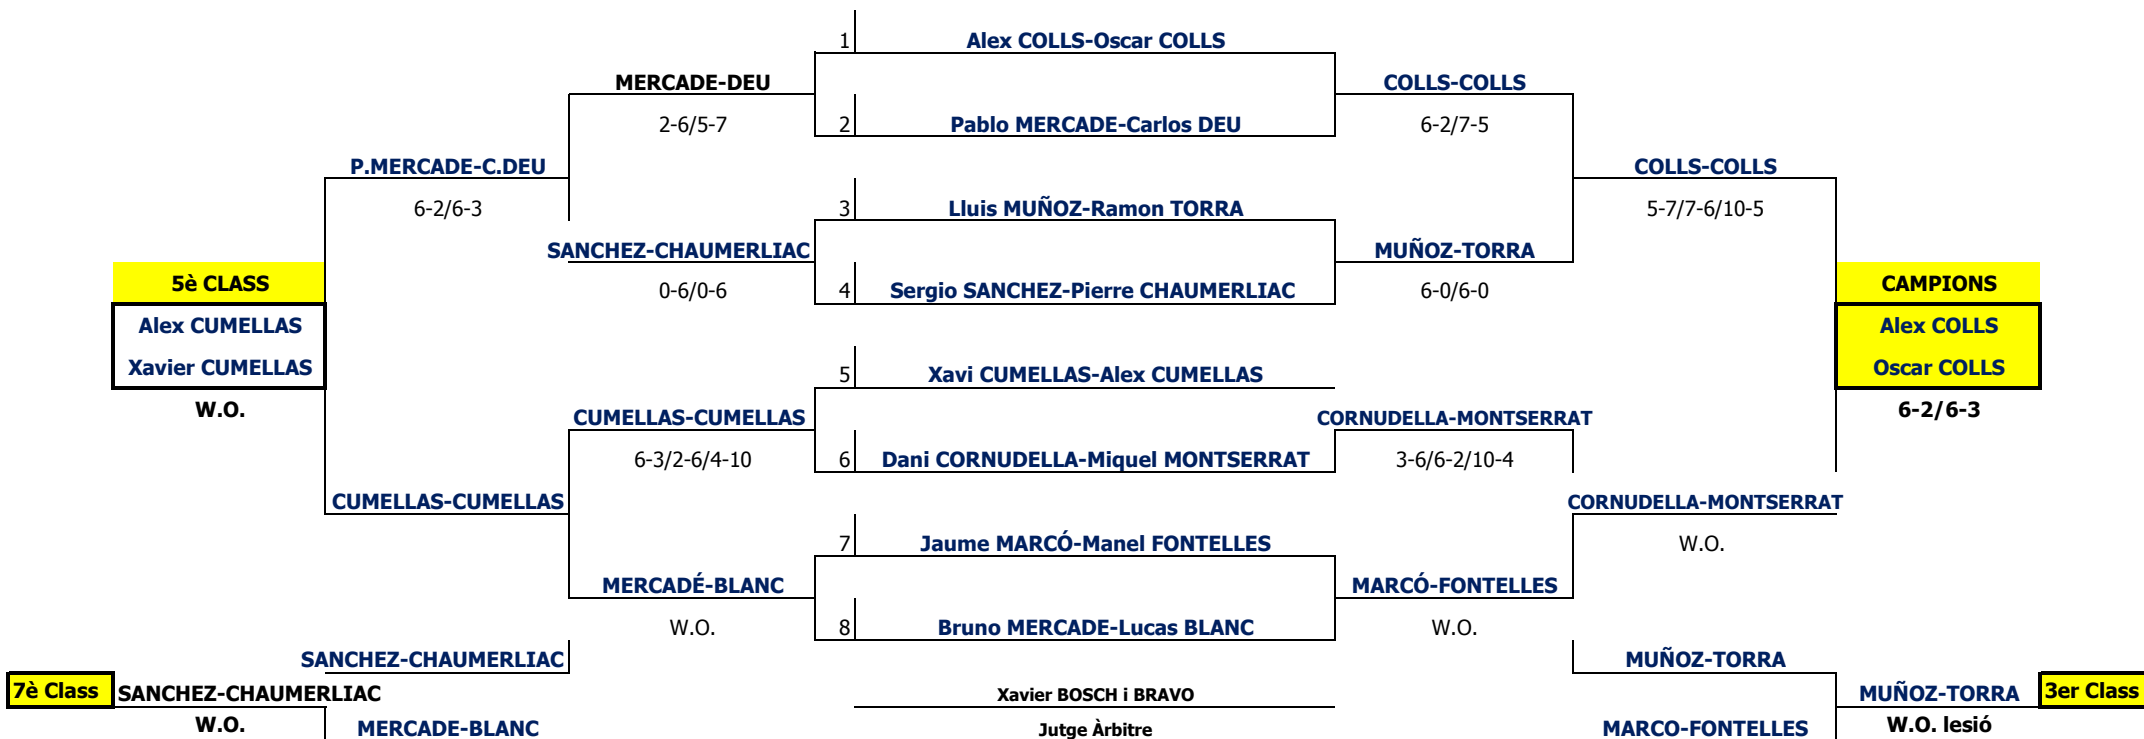 1 Alex COLLS-Oscar COLLS
MERCADE-DEU COLLS-COLLS
2-6/5-7 2 Pablo MERCADE-Carlos DEU 6-2/7-5
P.MERCADE-C.DEU COLLS-COLLS
6-2/6-3 3 Lluis MUÑOZ-Ramon TORRA 5-7/7-6/10-5
SANCHEZ-CHAUMERLIAC MUÑOZ-TORRA
5è CLASS 0-6/0-6 4 Sergio SANCHEZ-Pierre CHAUMERLIAC 6-0/6-0 CAMPIONS
Alex CUMELLAS Alex COLLS
Xavier CUMELLAS 5 Xavi CUMELLAS-Alex CUMELLAS Oscar COLLS
W.O. CUMELLAS-CUMELLAS CORNUDELLA-MONTSERRAT 6-2/6-3
6-3/2-6/4-10 6 Dani CORNUDELLA-Miquel MONTSERRAT 3-6/6-2/10-4
CUMELLAS-CUMELLAS CORNUDELLA-MONTSERRAT
7 Jaume MARCÓ-Manel FONTELLES W.O.
MERCADÉ-BLANC MARCÓ-FONTELLES
W.O. 8 Bruno MERCADE-Lucas BLANC W.O.
SANCHEZ-CHAUMERLIAC MUÑOZ-TORRA
7è Class SANCHEZ-CHAUMERLIAC Xavier BOSCH i BRAVO MUÑOZ-TORRA 3er Class
W.O. MERCADE-BLANC Jutge Àrbitre MARCO-FONTELLES W.O. lesió